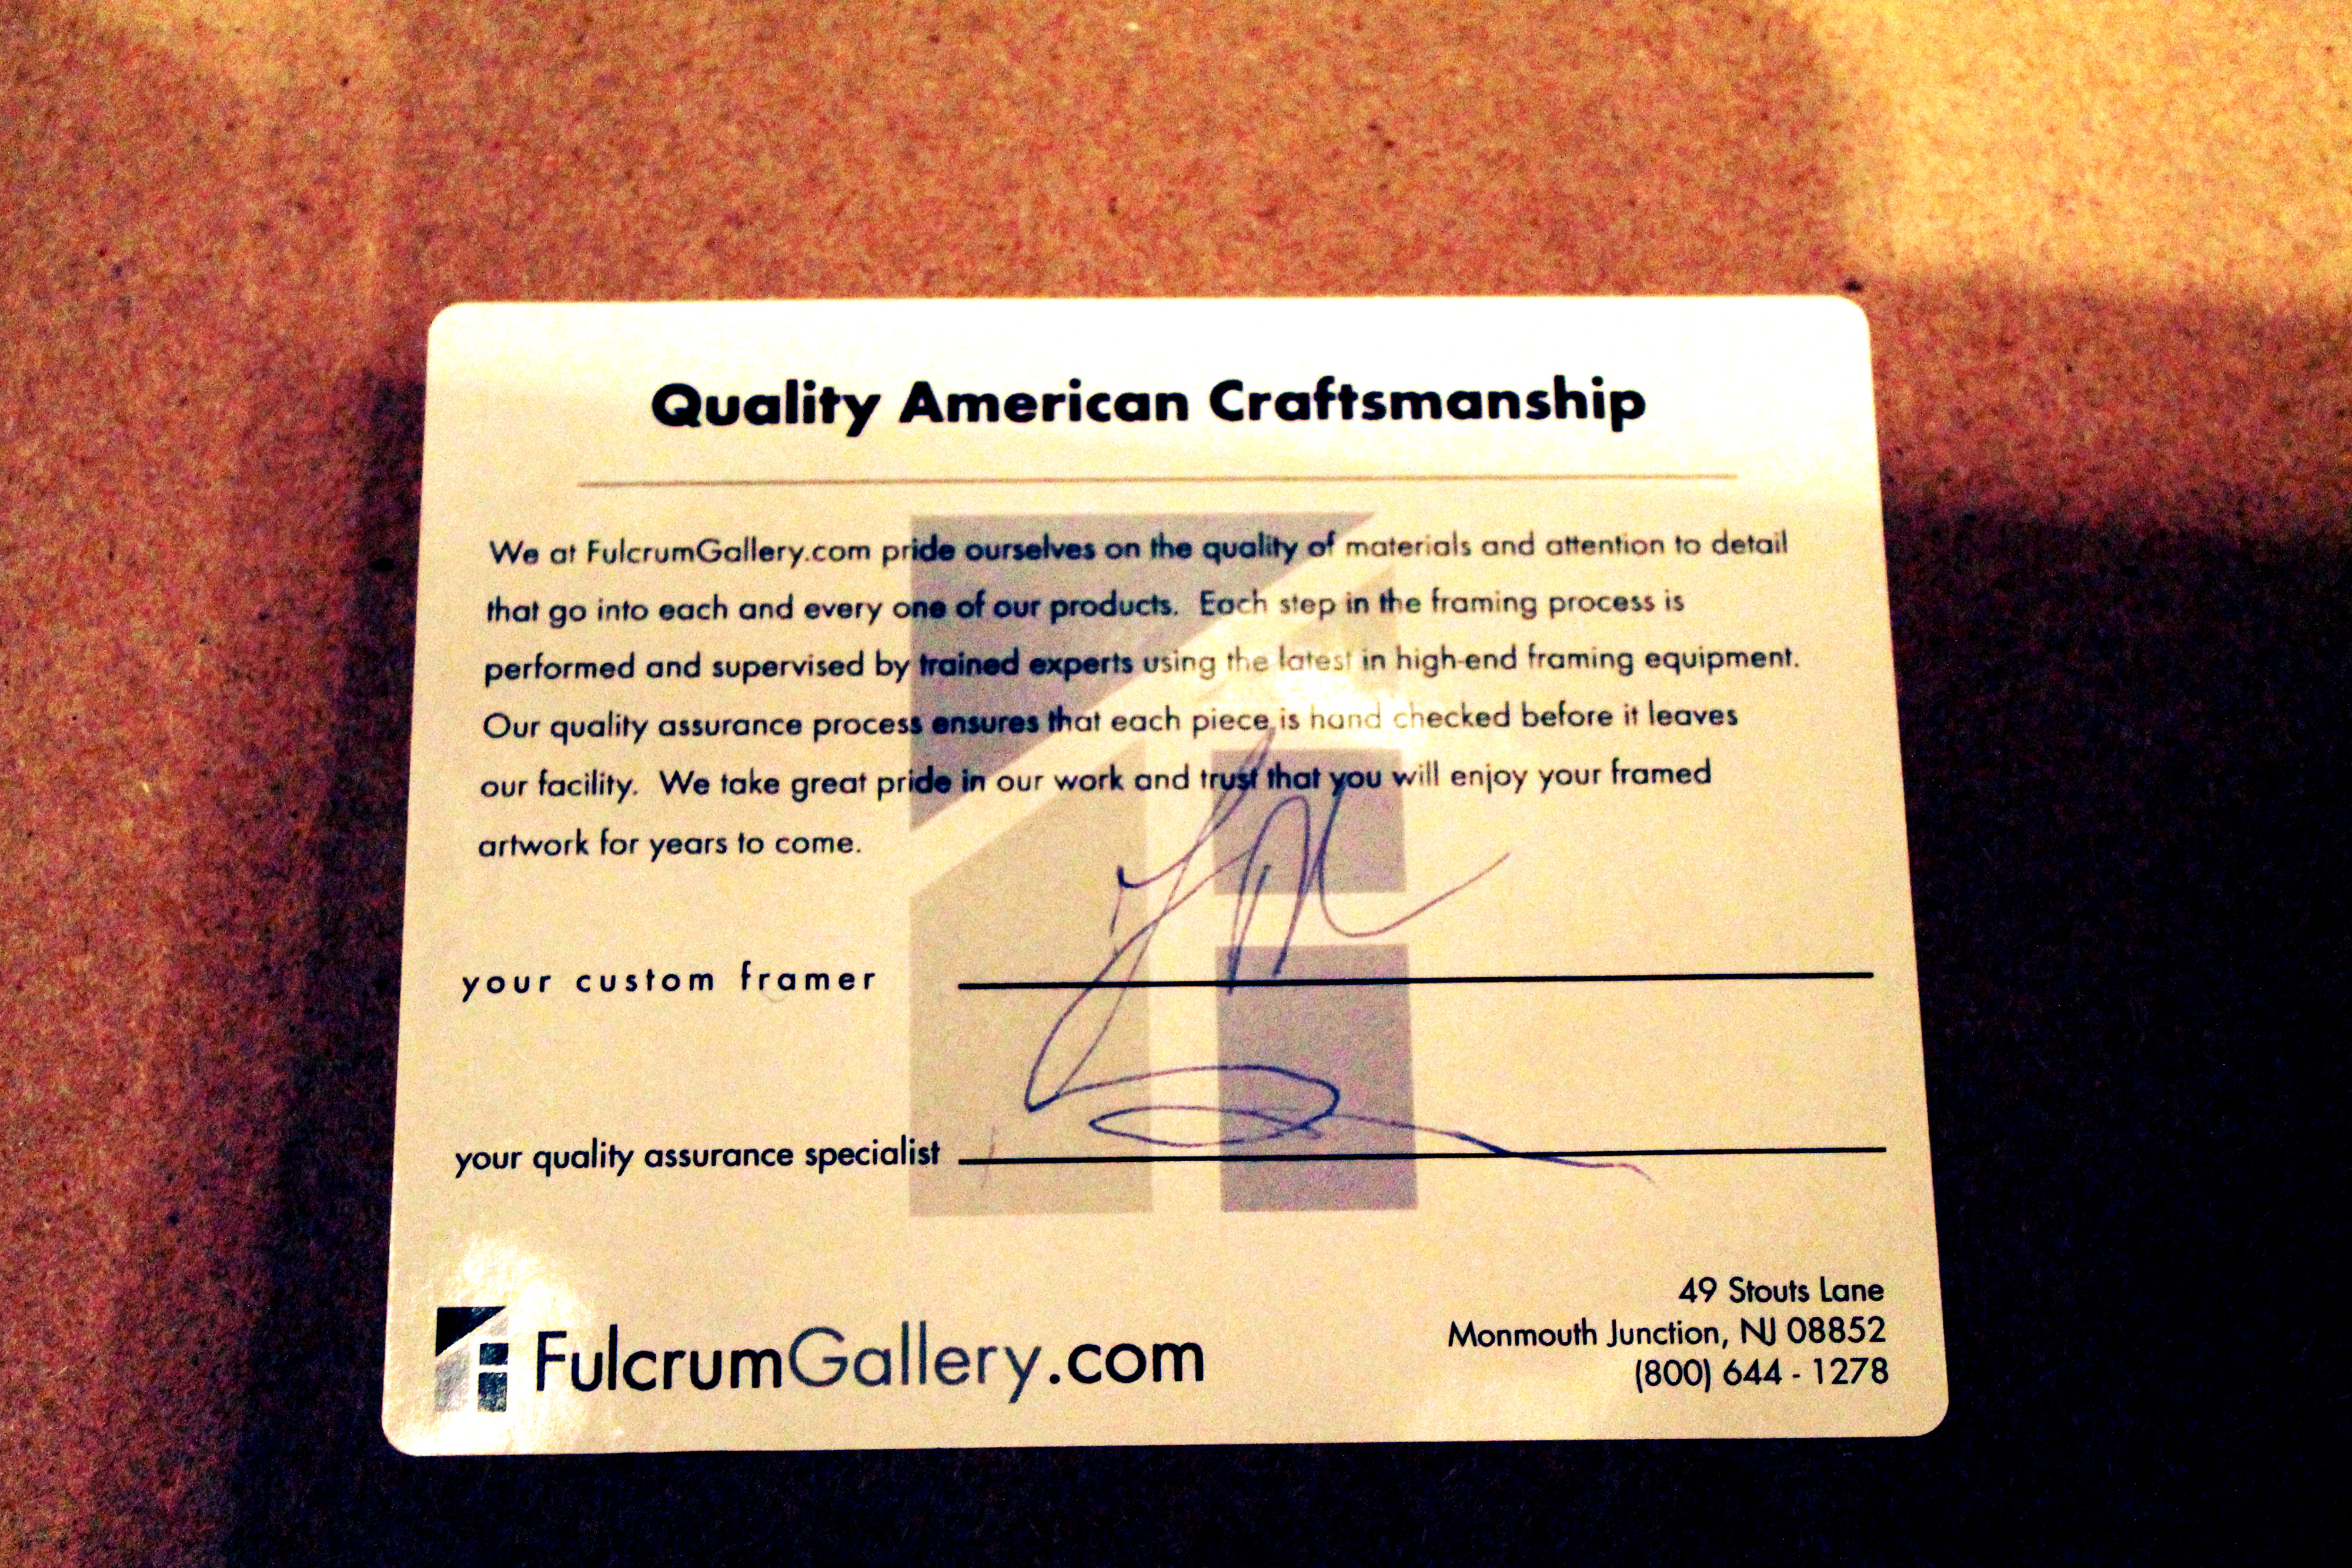 Quality American Craftsmanship
We at FulcrumGallery.com pride ourselves on the quality of materials and attention to detail
that go into each and every one of our products. Each step in the framing process is
performed and supervised by trained experts using the latest in high-end framing equipment.
Our quality assurance process ensures that each piece is hand checked before it leaves
our facility. We take great pride in our work and trust that you will enjoy your framed
artwork for years to come.
your custom framer
your quality assurance specialist
FulcrumGallery.com
49 Stouts Lane
Monmouth Junction, NJ 08852
(800) 644 - 1278